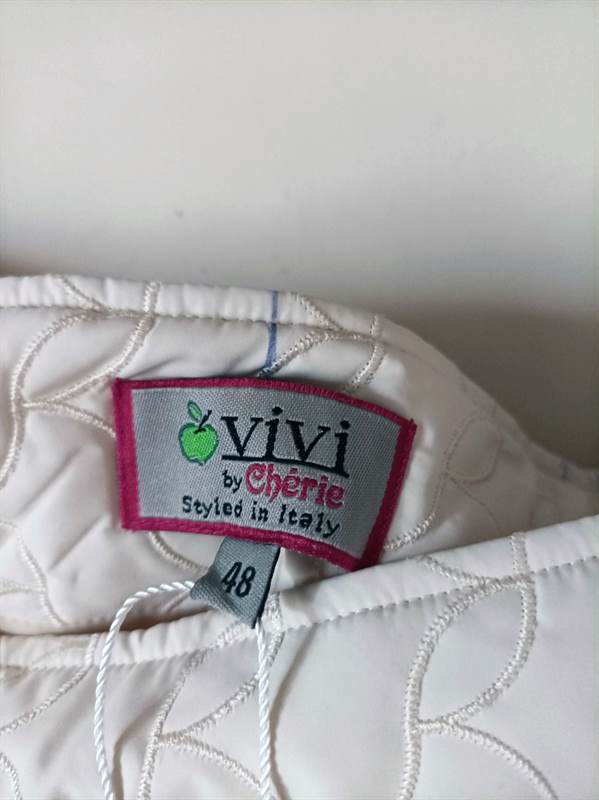 vivi
by Chérie
Styled in Italy
48